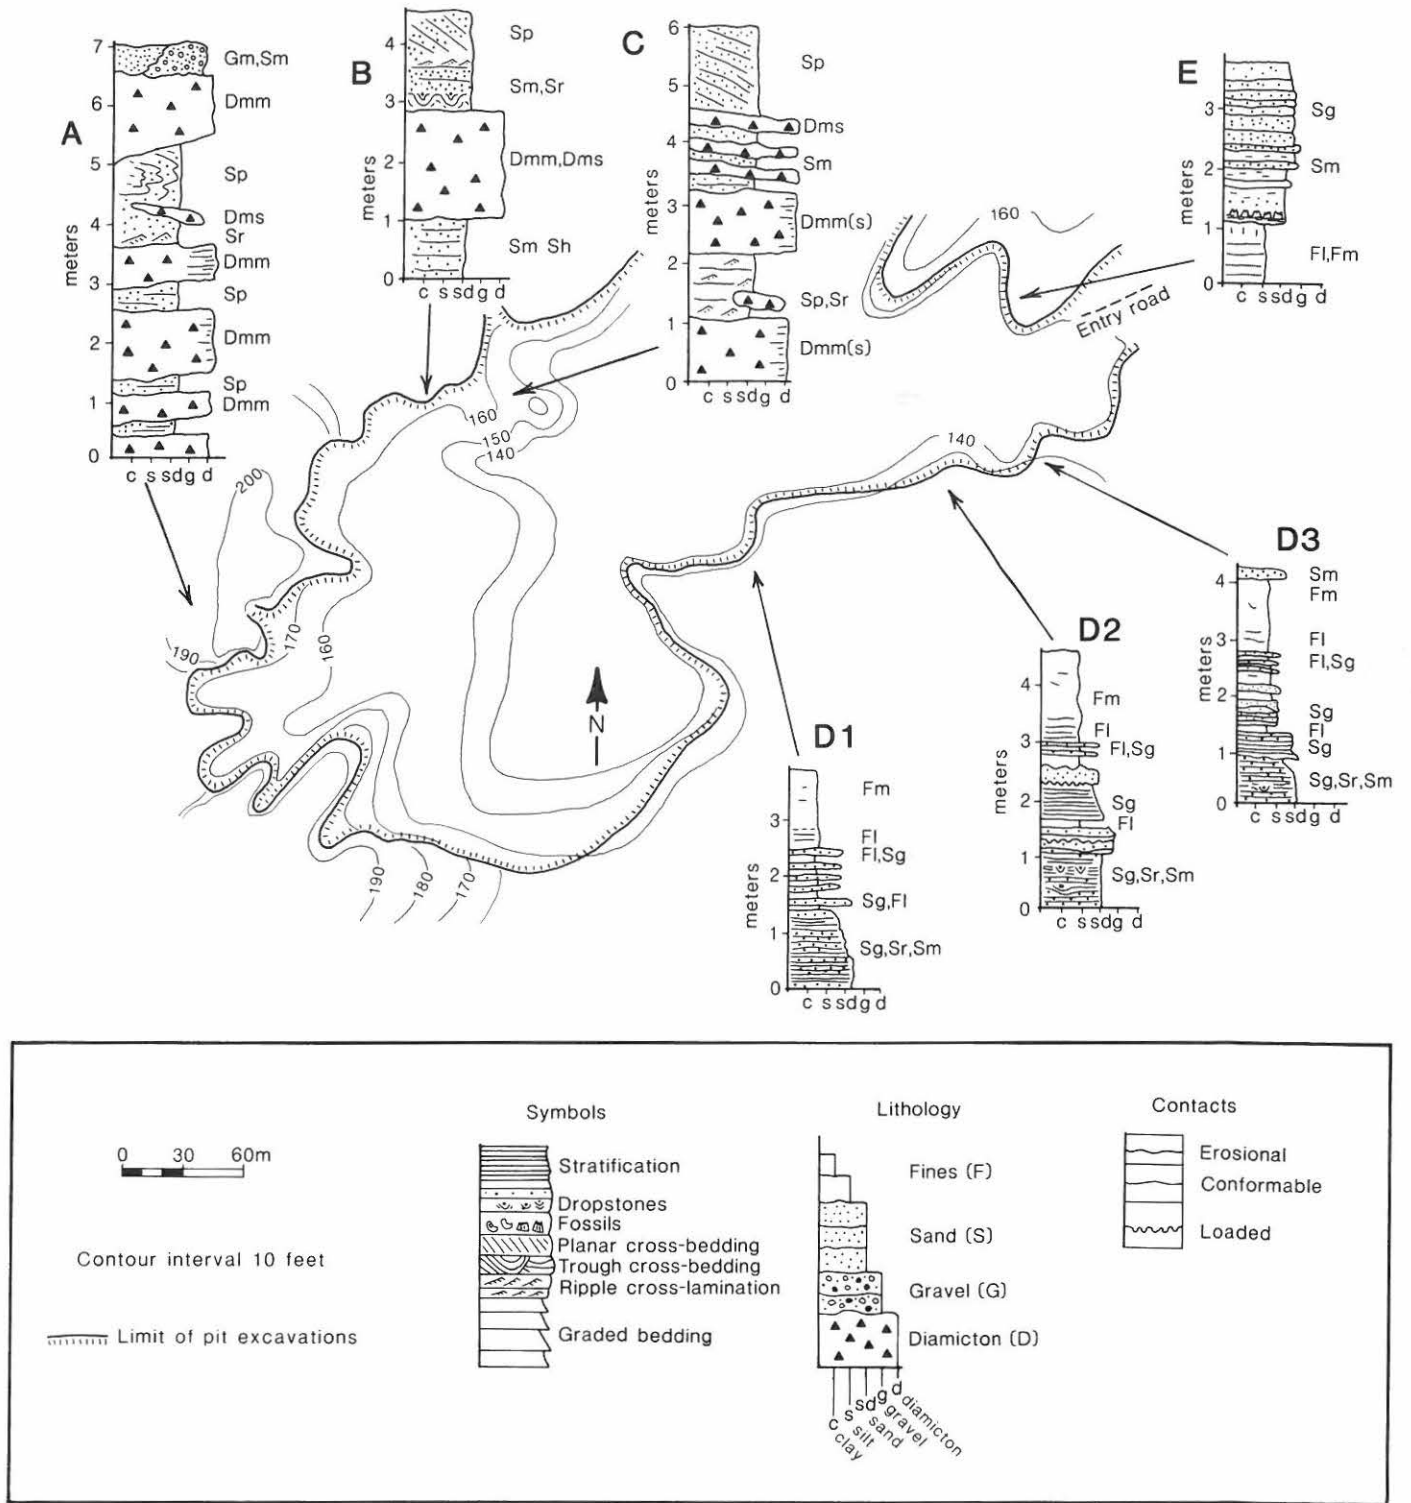 A
7
6
5
4
3
2
1
0
meters
Gm,Sm
Dmm
Sp
Dms
Sr
Dmm
Sp
Dmm
Sp
Dmm
c s sd g d
B
4
3
2
1
0
meters
Sp
Sm,Sr
Dmm,Dms
Sm Sh
c s sd g d
C
6
5
4
3
2
1
0
meters
Sp
Dms
Sm
Dmm(s)
Sp,Sr
Dmm(s)
c s sd g d
E
3
2
1
0
meters
Sg
Sm
Fl,Fm
c s sd g d
160
Entry road
160
150
140
140
200
190
170
160
N
190
180
170
D1
3
2
1
0
meters
Fm
Fl
Fl,Sg
Sg,Fl
Sg,Sr,Sm
c s sd g d
D2
4
3
2
1
0
meters
Fm
Fl
Fl,Sg
Sg
Fl
Sg,Sr,Sm
c s sd g d
D3
4
3
2
1
0
meters
Sm
Fm
Fl
Fl,Sg
Sg
Fl
Sg
Sg,Sr,Sm
c s sd g d
0 30 60m
Contour interval 10 feet
Limit of pit excavations
Symbols
Stratification
Dropstones
Fossils
Planar cross-bedding
Trough cross-bedding
Ripple cross-lamination
Graded bedding
Lithology
Fines (F)
Sand (S)
Gravel (G)
Diamicton (D)
c clay
s silt
sd sand
g gravel
d diamicton
Contacts
Erosional
Conformable
Loaded